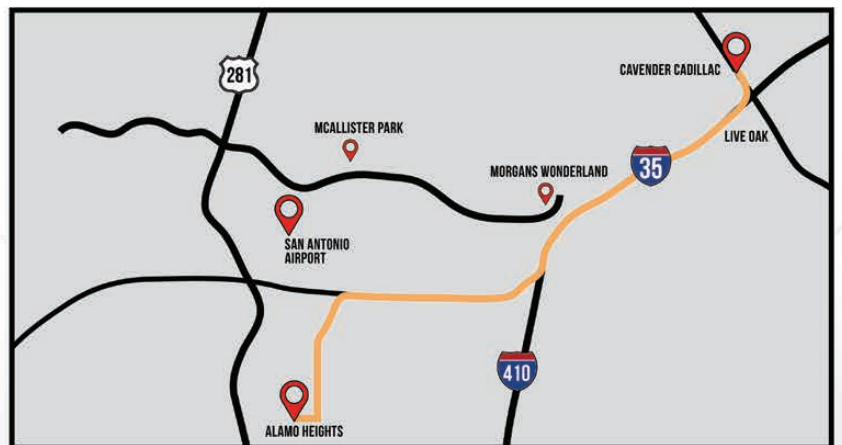 281
CAVENDER CADILLAC
MCALLISTER PARK
LIVE OAK
35
MORGANS WONDERLAND
SAN ANTONIO
AIRPORT
410
ALAMO HEIGHTS